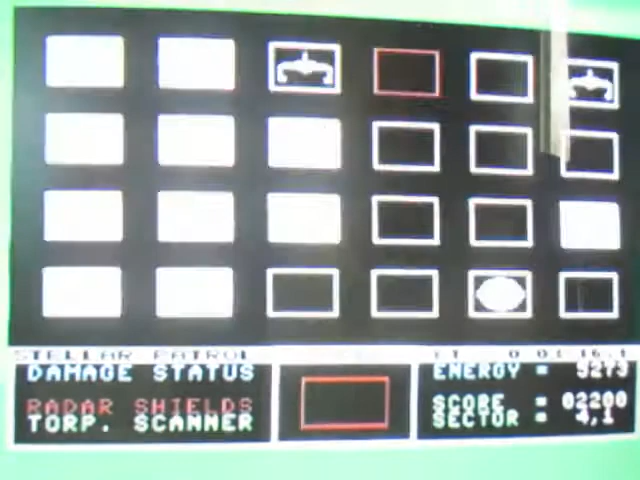 STELLAR PATROL
DAMAGE STATUS
ENERGY = 5273
RADAR SHIELDS
SCORE = 02200
TORP. SCANNER
SECTOR = 4,1